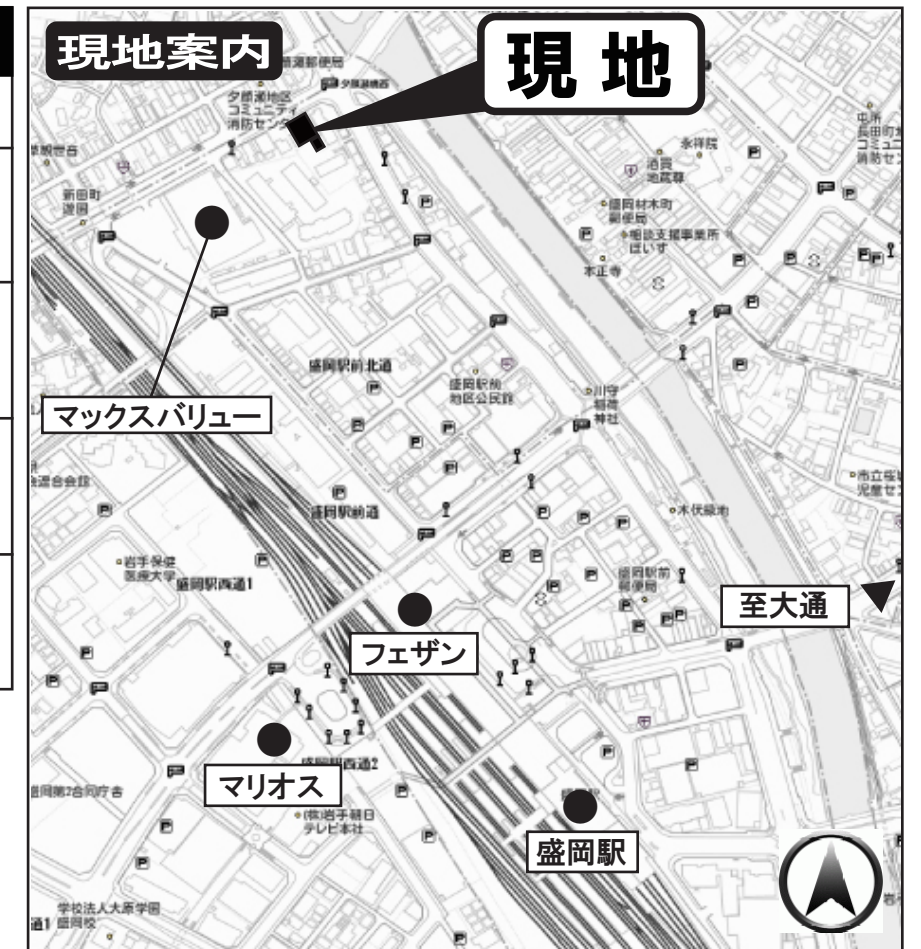 現地案内
現 地
夕顔瀬地区
コミュニティ
消防セン
永祥院
酒買
地蔵尊
新田町
遊園
盛岡材木町
郵便局
相談支援事業所
ほいす
本正寺
盛岡駅前北通
盛岡駅前
地区公民館
川守
稲荷
神社
マックスバリュー
盛岡駅前通
木伏緑地
岩手保健
医療大学
盛岡駅西通1
盛岡駅前
郵便局
至大通
フェザン
マリオス
盛岡駅西通2
(株)岩手朝日
テレビ本社
盛岡第2合同庁舎
盛岡駅
学校法人大原学園
盛岡校